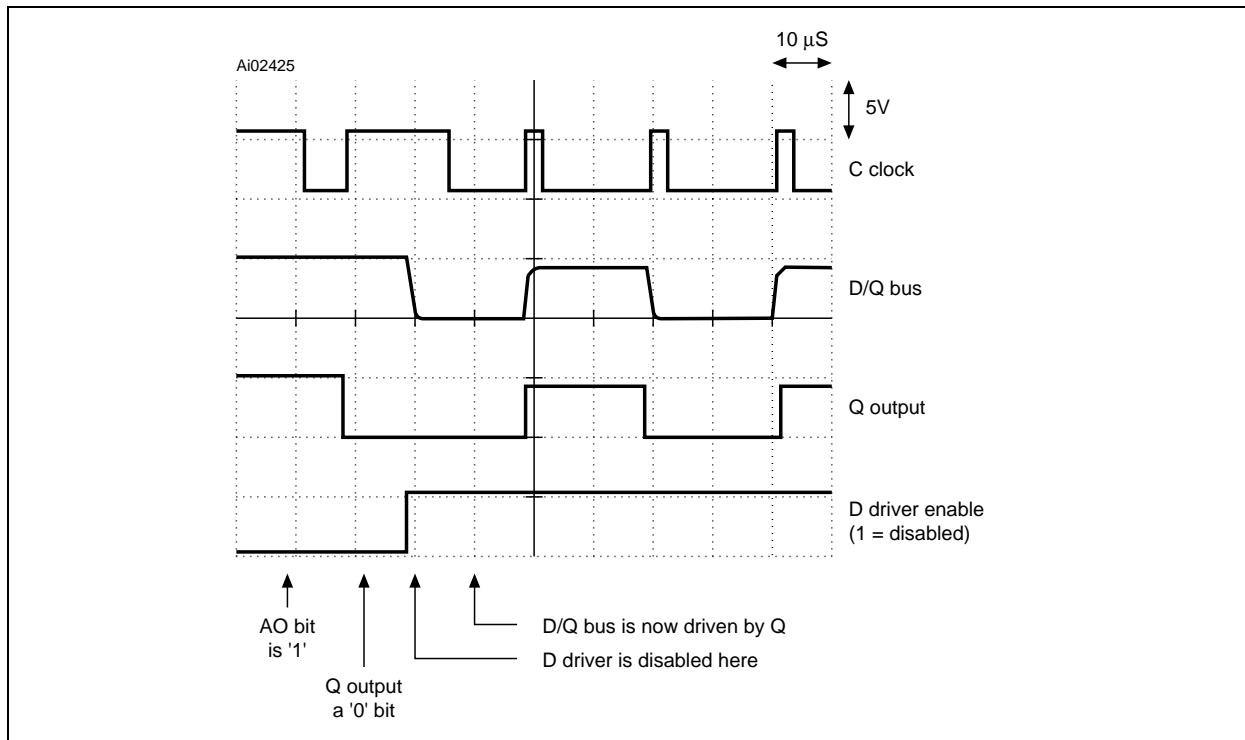 10 µS
Ai02425
5V
C clock
D/Q bus
Q output
D driver enable
(1 = disabled)
AO bit
is '1'
D/Q bus is now driven by Q
D driver is disabled here
Q output
a '0' bit